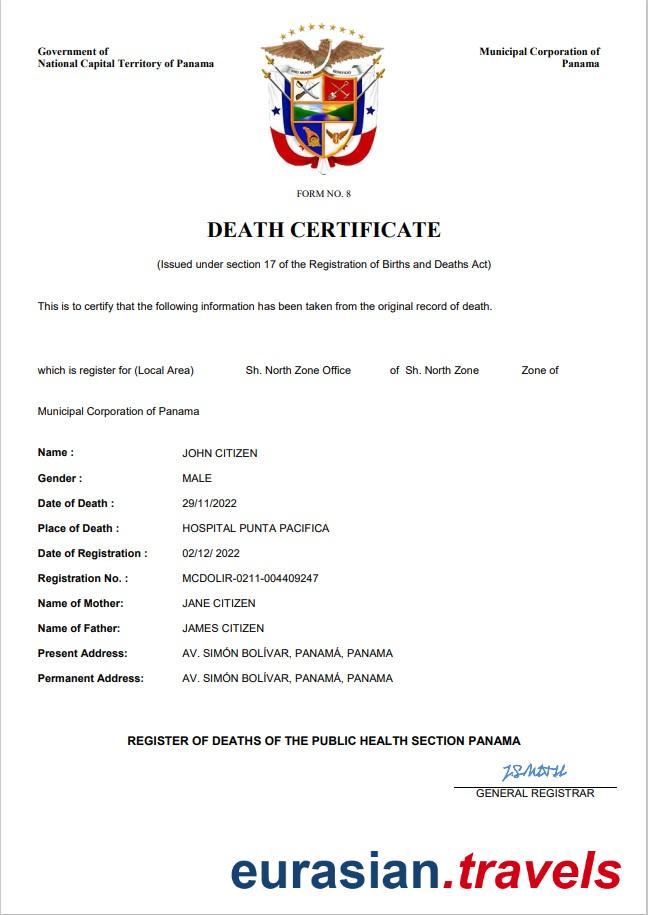 Government of
National Capital Territory of Panama
Municipal Corporation of
Panama
FORM NO. 8
DEATH CERTIFICATE
(Issued under section 17 of the Registration of Births and Deaths Act)
This is to certify that the following information has been taken from the original record of death.
which is register for (Local Area) Sh. North Zone Office of Sh. North Zone Zone of
Municipal Corporation of Panama
Name : JOHN CITIZEN
Gender : MALE
Date of Death : 29/11/2022
Place of Death : HOSPITAL PUNTA PACIFICA
Date of Registration : 02/12/ 2022
Registration No. : MCDOLIR-0211-004409247
Name of Mother: JANE CITIZEN
Name of Father: JAMES CITIZEN
Present Address: AV. SIMÓN BOLÍVAR, PANAMÁ, PANAMA
Permanent Address: AV. SIMÓN BOLÍVAR, PANAMÁ, PANAMA
REGISTER OF DEATHS OF THE PUBLIC HEALTH SECTION PANAMA
GENERAL REGISTRAR
eurasian.travels